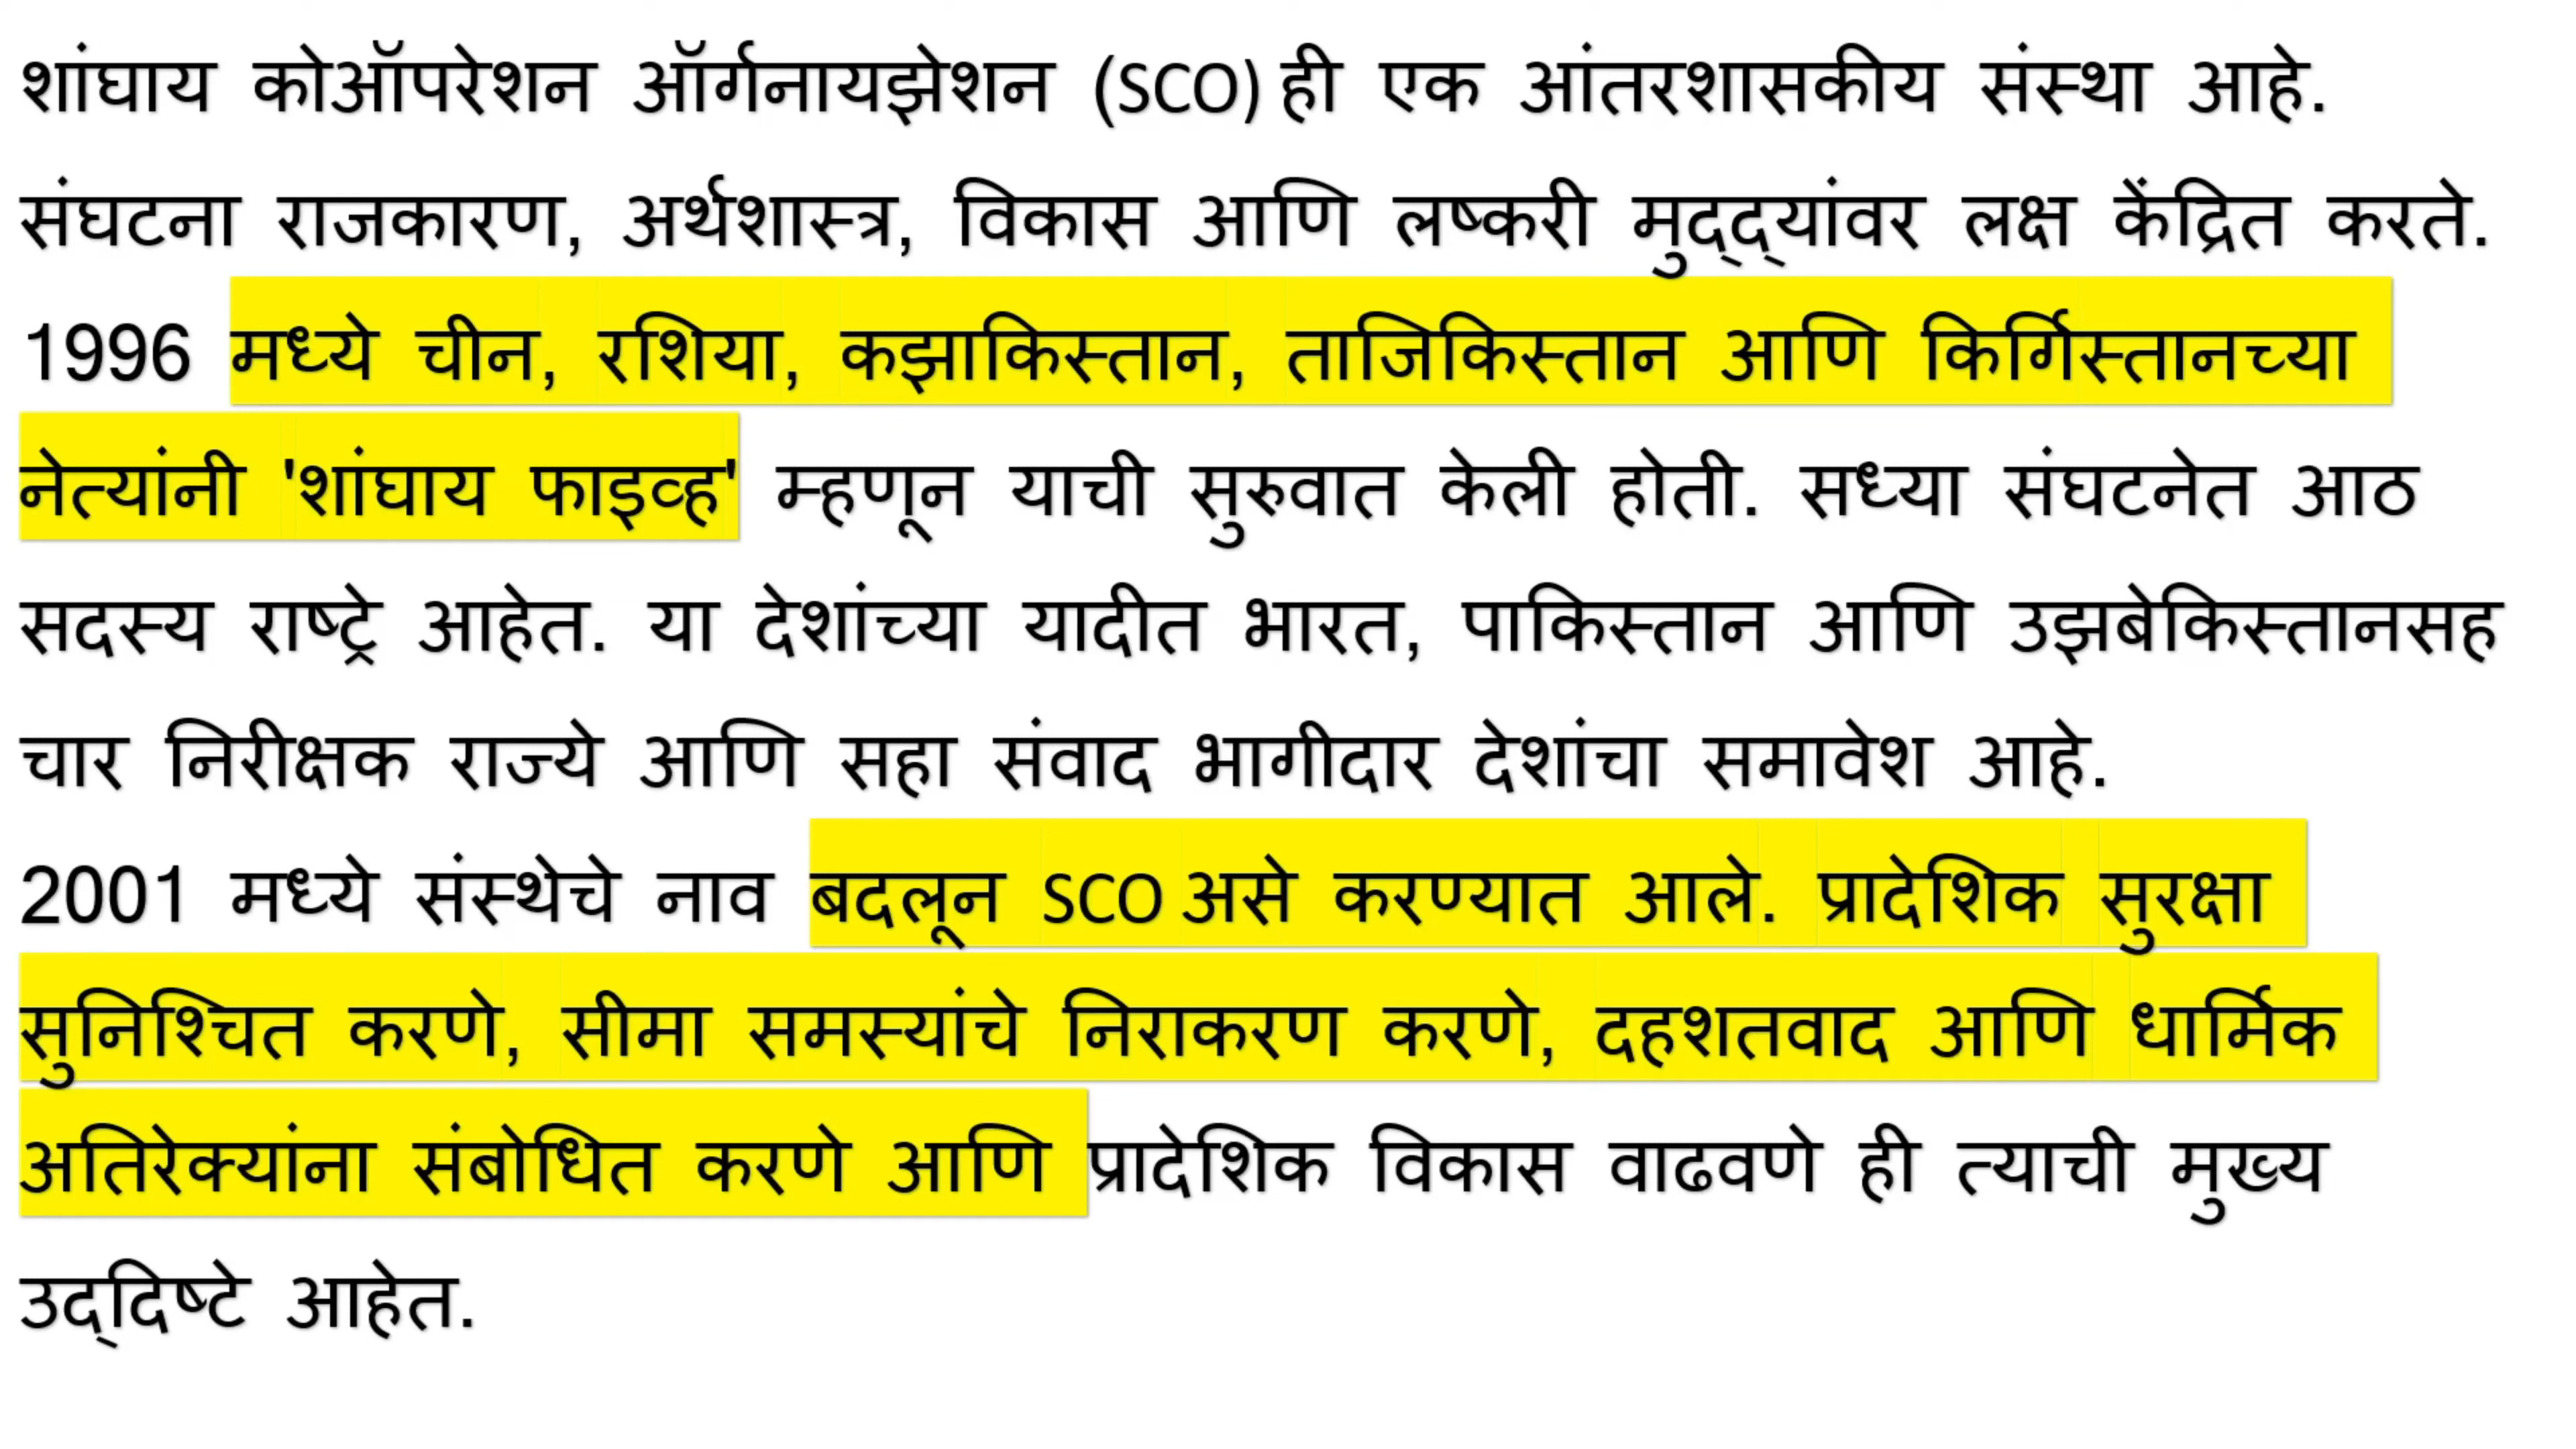 शांघाय कोऑपरेशन ऑर्गनायझेशन (SCO) ही एक आंतरशासकीय संस्था आहे.
संघटना राजकारण, अर्थशास्त्र, विकास आणि लष्करी मुद्द्यांवर लक्ष केंद्रित करते.
1996 मध्ये चीन, रशिया, कझाकिस्तान, ताजिकिस्तान आणि किर्गिस्तानच्या
नेत्यांनी 'शांघाय फाइव्ह' म्हणून याची सुरुवात केली होती. सध्या संघटनेत आठ
सदस्य राष्ट्रे आहेत. या देशांच्या यादीत भारत, पाकिस्तान आणि उझबेकिस्तानसह
चार निरीक्षक राज्ये आणि सहा संवाद भागीदार देशांचा समावेश आहे.
2001 मध्ये संस्थेचे नाव बदलून SCO असे करण्यात आले. प्रादेशिक सुरक्षा
सुनिश्चित करणे, सीमा समस्यांचे निराकरण करणे, दहशतवाद आणि धार्मिक
अतिरेक्यांना संबोधित करणे आणि प्रादेशिक विकास वाढवणे ही त्याची मुख्य
उद्दिष्टे आहेत.